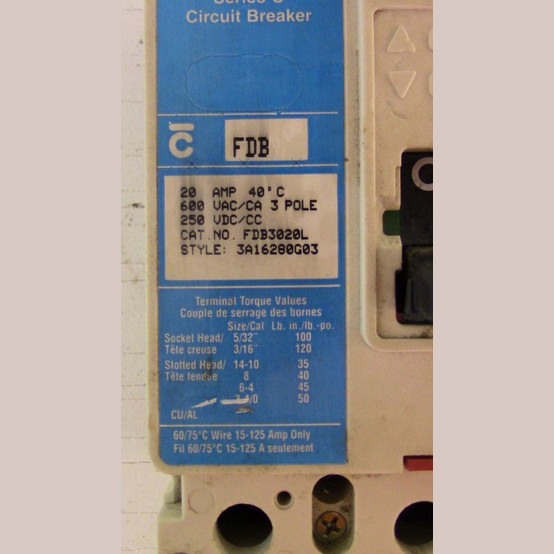 Series C
Circuit Breaker
C
FDB
20 AMP 40°C
600 VAC/CA 3 POLE
250 VDC/CC
CAT.NO. FDB3020L
STYLE: 3A16280G03
Terminal Torque Values
Couple de serrage des bornes
Size/Cal Lb. in./lb.-po.
Socket Head/ 5/32" 100
Tête creuse 3/16" 120
Slotted Head/ 14-10 35
Tête fendue 8 40
6-4 45
50
CU/AL
60/75°C Wire 15-125 Amp Only
Fil 60/75°C 15-125 A seulement
O